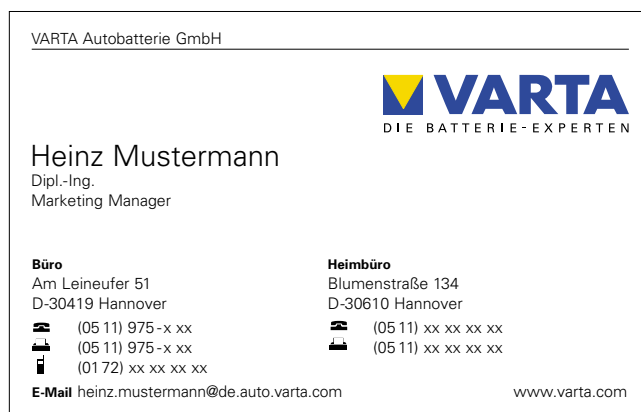 VARTA Autobatterie GmbH
VARTA
DIE BATTERIE-EXPERTEN
Heinz Mustermann
Dipl.-Ing.
Marketing Manager
Büro
Am Leineufer 51
D-30419 Hannover
(05 11) 975-x xx
(05 11) 975-x xx
(01 72) xx xx xx xx
Heimbüro
Blumenstraße 134
D-30610 Hannover
(05 11) xx xx xx xx
(05 11) xx xx xx xx
E-Mail heinz.mustermann@de.auto.varta.com
www.varta.com